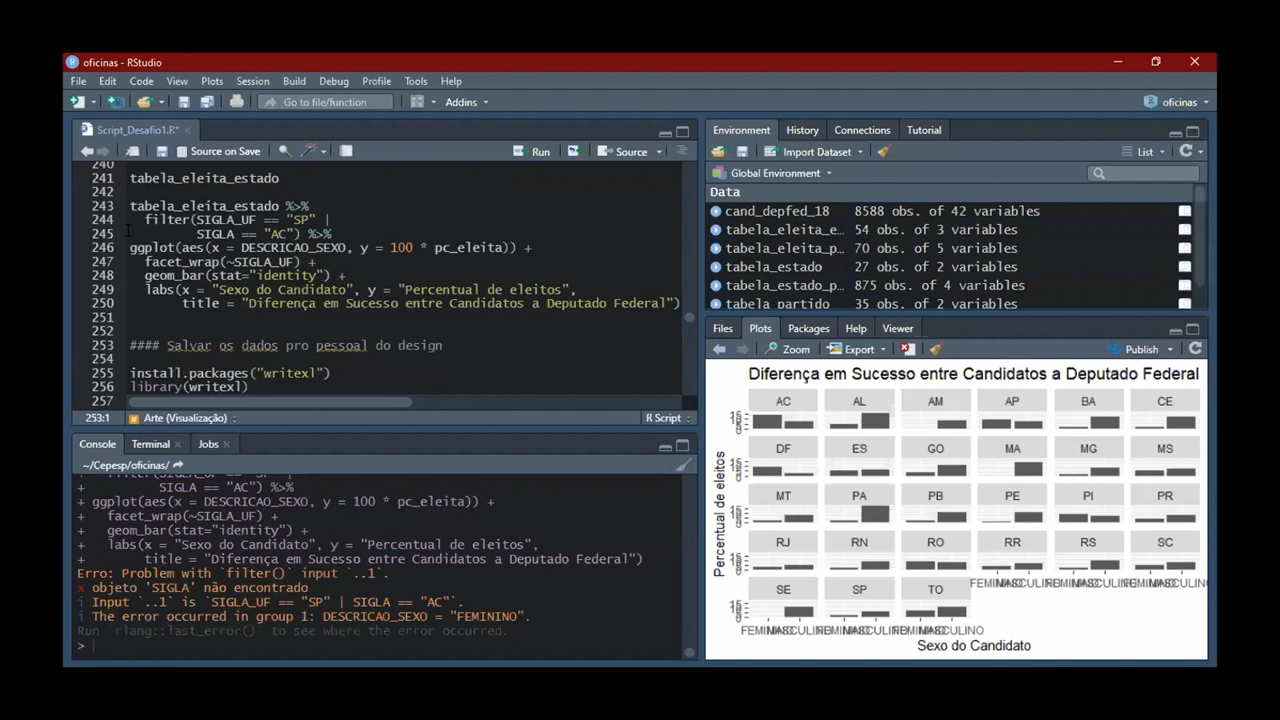 oficinas - RStudio
File Edit Code View Plots Session Build Debug Profile Tools Help
Go to file/function Addins oficinas
Script_Desafio1.R*
Source on Save Run Source
240
241 tabela_eleita_estado
242
243 tabela_eleita_estado %>%
244 filter(SIGLA_UF == "SP" |
245 SIGLA == "AC") %>%
246 ggplot(aes(x = DESCRICAO_SEXO, y = 100 * pc_eleita)) +
247 facet_wrap(~SIGLA_UF) +
248 geom_bar(stat="identity") +
249 labs(x = "Sexo do Candidato", y = "Percentual de eleitos",
250 title = "Diferença em Sucesso entre Candidatos a Deputado Federal")
251
252
253 #### Salvar os dados pro pessoal do design
254
255 install.packages("writexl")
256 library(writexl)
257
253:1 # Arte (Visualização) R Script
Console Terminal Jobs
~/Cepesp/oficinas/
+ filter(SIGLA_UF == "SP" |
+ SIGLA == "AC") %>%
+ ggplot(aes(x = DESCRICAO_SEXO, y = 100 * pc_eleita)) +
+ facet_wrap(~SIGLA_UF) +
+ geom_bar(stat="identity") +
+ labs(x = "Sexo do Candidato", y = "Percentual de eleitos",
+ title = "Diferença em Sucesso entre Candidatos a Deputado Federal")
Error: Problem with `filter()` input `..1`.
x objeto 'SIGLA' não encontrado
i Input `..1` is `SIGLA_UF == "SP" | SIGLA == "AC"`.
i The error occurred in group 1: DESCRICAO_SEXO = "FEMININO".
Run `rlang::last_error()` to see where the error occurred.
>
Environment History Connections Tutorial
Import Dataset List
Global Environment
Data
cand_depfed_18 8588 obs. of 42 variables
tabela_eleita_e… 54 obs. of 3 variables
tabela_eleita_p… 70 obs. of 5 variables
tabela_estado 27 obs. of 2 variables
tabela_estado_p… 875 obs. of 4 variables
tabela_partido 35 obs. of 2 variables
Files Plots Packages Help Viewer
Zoom Export Publish
Diferença em Sucesso entre Candidatos a Deputado Federal
AC AL AM AP BA CE
DF ES GO MA MG MS
MT PA PB PE PI PR
RJ RN RO RR RS SC
SE SP TO
Percentual de eleitos
Sexo do Candidato